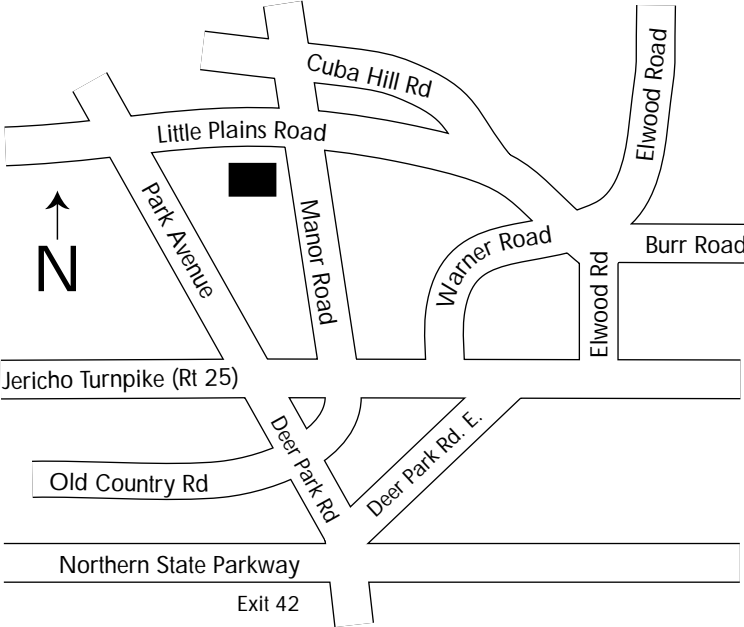 Cuba Hill Rd
Elwood Road
Little Plains Road
Park Avenue
Manor Road
Warner Road
Burr Road
Elwood Rd
N
Jericho Turnpike (Rt 25)
Deer Park Rd
Deer Park Rd. E.
Old Country Rd
Northern State Parkway
Exit 42